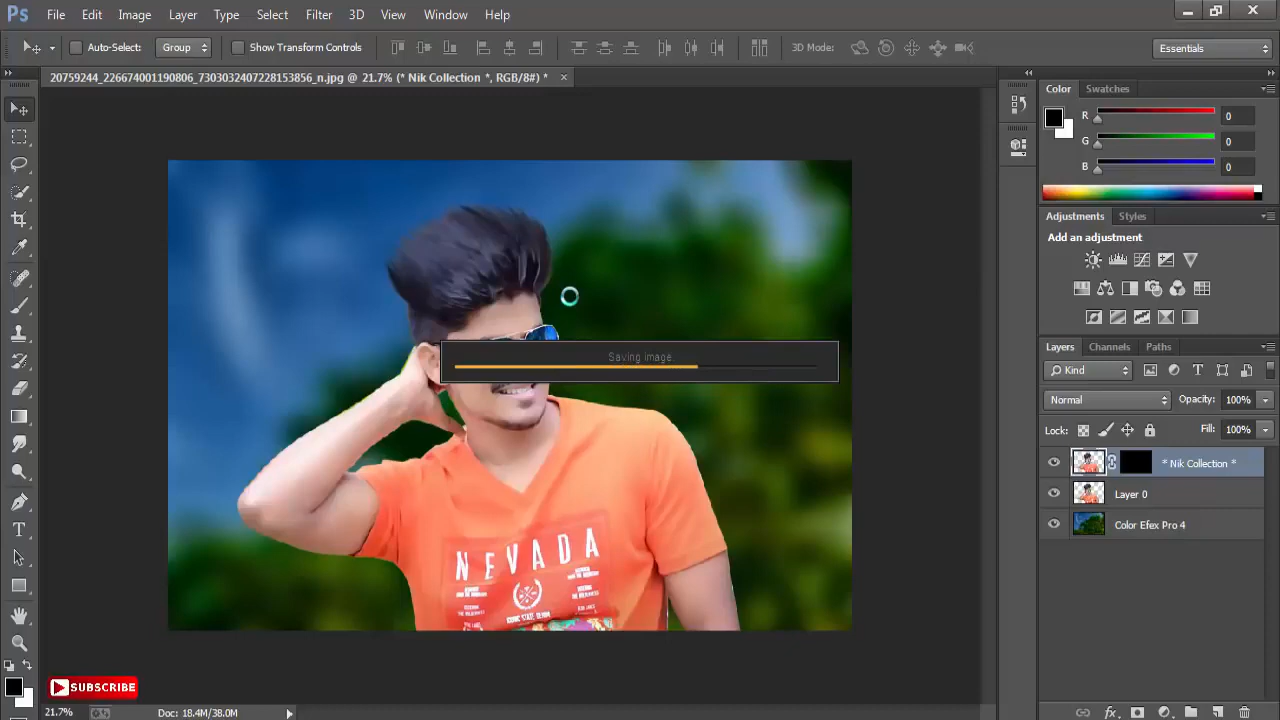 Ps File Edit Image Layer Type Select Filter 3D View Window Help
Auto-Select: Group Show Transform Controls 3D Mode: Essentials
20759244_226674001190806_7303032407228153856_n.jpg @ 21.7% (* Nik Collection *, RGB/8#) *
Color Swatches
R 0
G 0
B 0
Adjustments Styles
Add an adjustment
Saving image.
Layers Channels Paths
Kind
Normal Opacity: 100%
Lock: Fill: 100%
* Nik Collection *
Layer 0
Color Efex Pro 4
NEVADA
SUBSCRIBE
21.7% Doc: 18.4M/38.0M